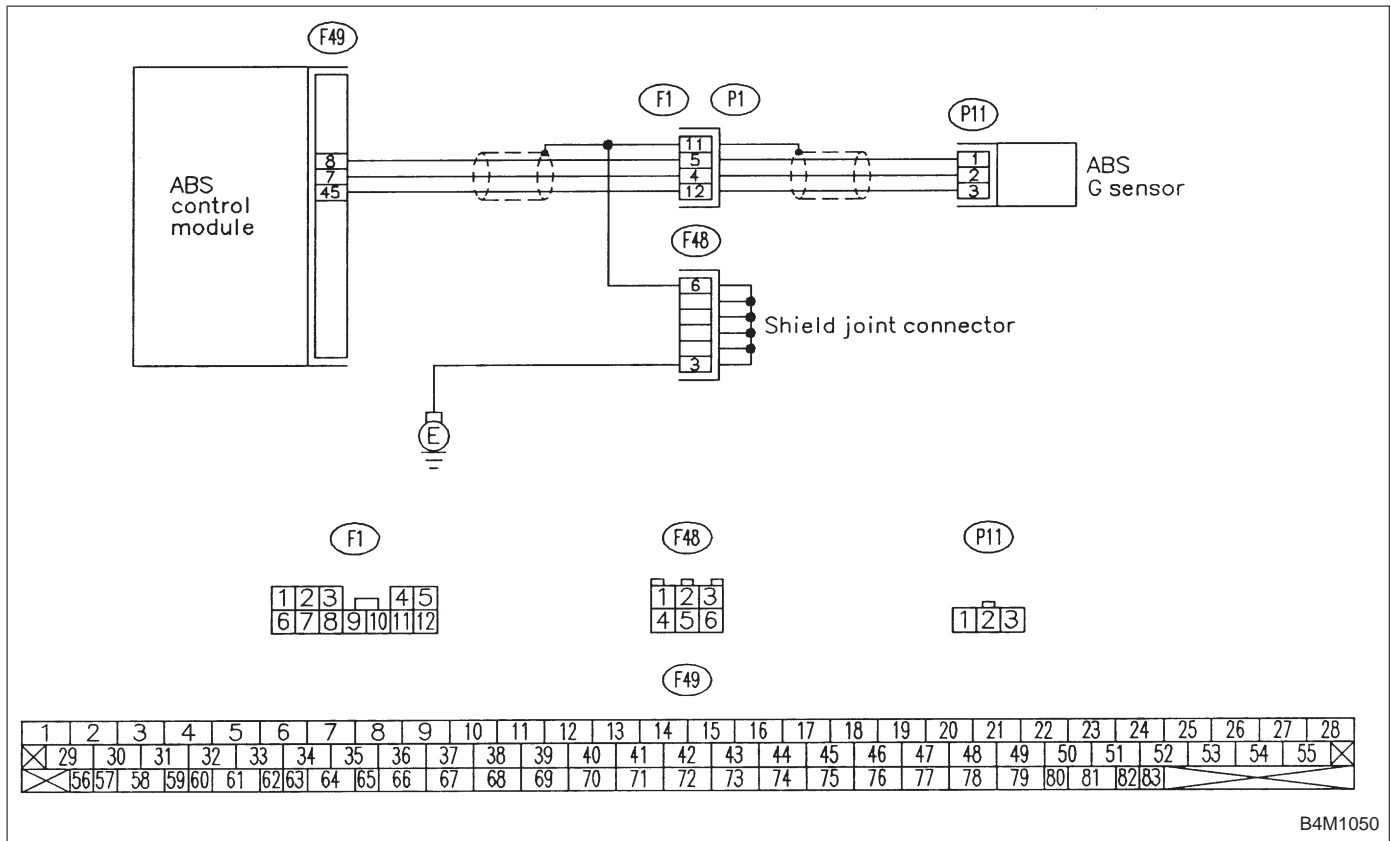 F49
F1 P1
P11
8
7
45
11
5
4
12
1
2
3
ABS
control
module
ABS
G sensor
F48
6
3
Shield joint connector
E
F1
F48
P11
1 2 3 4 5
6 7 8 9 10 11 12
1 2 3
4 5 6
1 2 3
F49
1 2 3 4 5 6 7 8 9 10 11 12 13 14 15 16 17 18 19 20 21 22 23 24 25 26 27 28
29 30 31 32 33 34 35 36 37 38 39 40 41 42 43 44 45 46 47 48 49 50 51 52 53 54 55
56 57 58 59 60 61 62 63 64 65 66 67 68 69 70 71 72 73 74 75 76 77 78 79 80 81 82 83
B4M1050